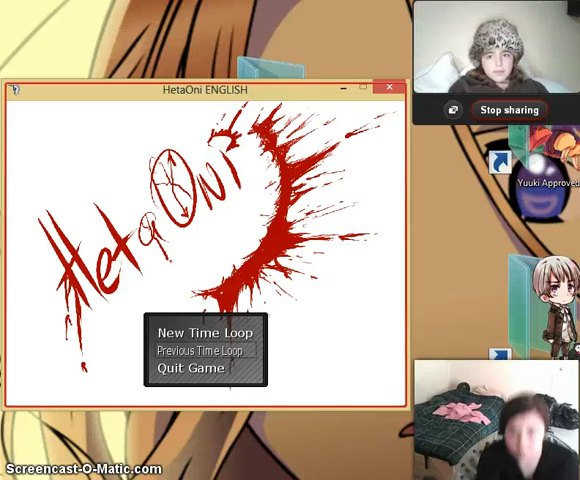 HetaOni ENGLISH
Stop sharing
HetaOni
Yuuki Approved
New Time Loop
Previous Time Loop
Quit Game
Screencast-O-Matic.com